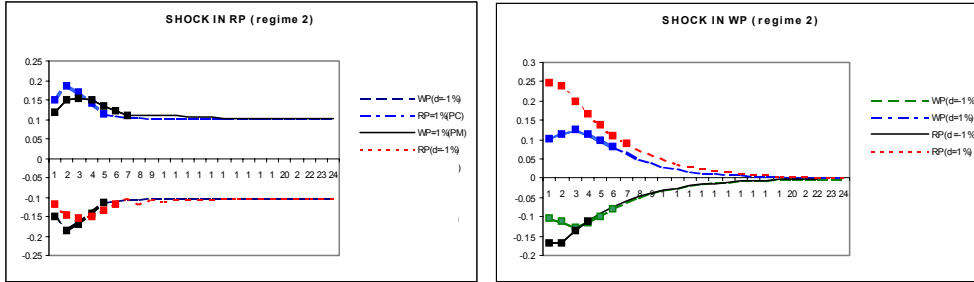 SHOCK IN RP (regime 2)
0.25
0.2
0.15
0.1
0.05
0
-0.05
-0.1
-0.15
-0.2
-0.25
1 2 3 4 5 6 7 8 9 1 1 1 1 1 1 1 1 1 1 20 2 22 23 24
WP(d=-1%)
RP=1%(PC)
WP=1%(PM)
RP(d=-1%)
)
(
SHOCK IN WP (regime 2)
0.3
0.25
0.2
0.15
0.1
0.05
0
-0.05
-0.1
-0.15
-0.2
1 2 3 4 5 6 7 8 9 1 1 1 1 1 1 1 1 1 1 20 2 22 23 24
WP(d=-1%
WP(d=1%)
RP(d=-1%)
RP(d=1%)